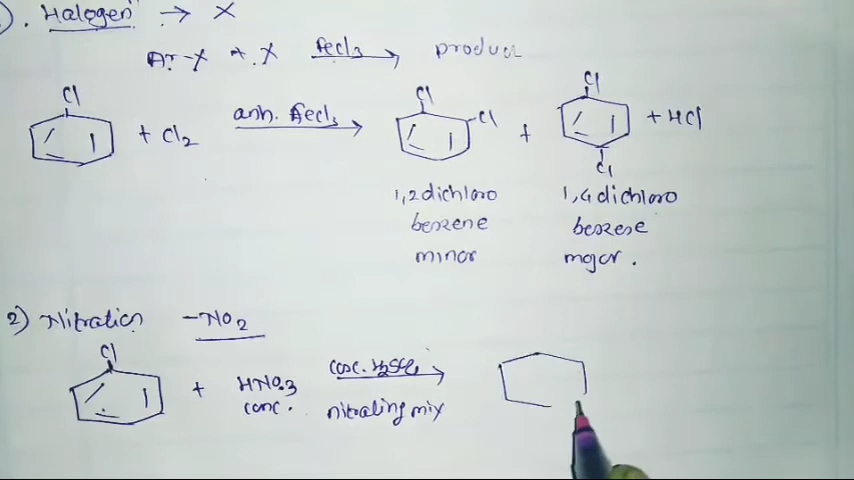 ). Halogen → X
Ar-X + X FeCl3 → product
Cl Cl Cl
+ Cl2 anh. FeCl3 → Cl + + HCl
Cl
1,2 dichloro 1,4 dichloro
benzene benzene
minor major.
2) Nitration -NO2
Cl
+ HNO3 conc. H2SO4 →
conc. nitrating mix